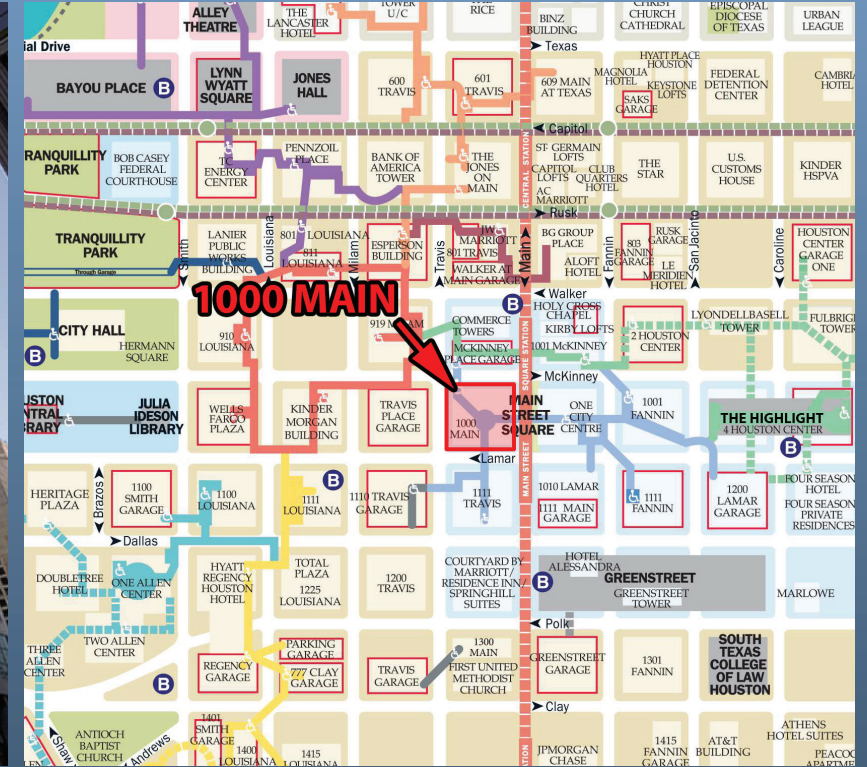 ALLEY
THEATRE
THE
LANCASTER
HOTEL
TOWER
U/C
RICE
BINZ
BUILDING
CHRIST
CHURCH
CATHEDRAL
EPISCOPAL
DIOCESE
OF TEXAS
URBAN
LEAGUE
ial Drive
Texas
BAYOU PLACE
B
LYNN
WYATT
SQUARE
JONES
HALL
600
TRAVIS
601
TRAVIS
609 MAIN
AT TEXAS
MAGNOLIA
HOTEL
HYATT PLACE
HOUSTON
KEYSTONE
LOFTS
SAKS
GARAGE
FEDERAL
DETENTION
CENTER
CAMBRI
HOTEL
Capitol
TRANQUILLITY
PARK
BOB CASEY
FEDERAL
COURTHOUSE
TC
ENERGY
CENTER
PENNZOIL
PLACE
BANK OF
AMERICA
TOWER
THE
JONES
ON
MAIN
CENTRAL STATION
ST GERMAIN
LOFTS
CAPITOL
LOFTS
CLUB
QUARTERS
HOTEL
AC
MARRIOTT
THE
STAR
U.S.
CUSTOMS
HOUSE
KINDER
HSPVA
Rusk
TRANQUILLITY
PARK
Through Garage
Smith
LANIER
PUBLIC
WORKS
BUILDING
Louisiana
801 LOUISIANA
811
LOUISIANA
Milam
ESPERSON
BUILDING
Travis
JW
MARRIOTT
801 TRAVIS
WALKER AT
MAIN GARAGE
Main
BG GROUP
PLACE
ALOFT
HOTEL
Fannin
803
FANNIN
GARAGE
RUSK
GARAGE
LE
MERIDIEN
HOTEL
San Jacinto
Caroline
HOUSTON
CENTER
GARAGE
ONE
Walker
1000 MAIN
B
CITY HALL
HERMANN
SQUARE
B
910
LOUISIANA
919 MILAM
COMMERCE
TOWERS
MCKINNEY
PLACE GARAGE
SQUARE STATION
HOLY CROSS
CHAPEL
KIRBY LOFTS
1001 McKINNEY
2 HOUSTON
CENTER
LYONDELLBASELL
TOWER
FULBRIG
TOWER
McKinney
USTON
NTRAL
BRARY
JULIA
IDESON
LIBRARY
WELLS
FARGO
PLAZA
KINDER
MORGAN
BUILDING
TRAVIS
PLACE
GARAGE
1000
MAIN
MAIN
STREET
SQUARE
ONE
CITY
CENTRE
1001
FANNIN
THE HIGHLIGHT
4 HOUSTON CENTER
B
Lamar
HERITAGE
PLAZA
Brazos
1100
SMITH
GARAGE
1100
LOUISIANA
1111
LOUISIANA
B
1110 TRAVIS
GARAGE
1111
TRAVIS
MAIN STREET
1010 LAMAR
1111 MAIN
GARAGE
1111
FANNIN
1200
LAMAR
GARAGE
FOUR SEASON
HOTEL
FOUR SEASON
PRIVATE
RESIDENCES
Dallas
DOUBLETREE
HOTEL
ONE ALLEN
CENTER
HYATT
REGENCY
HOUSTON
HOTEL
TOTAL
PLAZA
1225
LOUISIANA
1200
TRAVIS
COURTYARD BY
MARRIOTT/
RESIDENCE INN/
SPRINGHILL
SUITES
B
HOTEL
ALESSANDRA
GREENSTREET
GREENSTREET
TOWER
MARLOWE
Polk
THREE
ALLEN
CENTER
TWO ALLEN
CENTER
B
REGENCY
GARAGE
PARKING
GARAGE
777 CLAY
GARAGE
TRAVIS
GARAGE
1300
MAIN
FIRST UNITED
METHODIST
CHURCH
GREENSTREET
GARAGE
1301
FANNIN
SOUTH
TEXAS
COLLEGE
OF LAW
HOUSTON
Clay
ANTIOCH
BAPTIST
CHURCH
Andrews
1401
SMITH
GARAGE
1400
LOUISIANA
1415
LOUISIANA
JPMORGAN
CHASE
1415
FANNIN
GARAGE
AT&T
BUILDING
ATHENS
HOTEL SUITES
PEACOC
APARTME